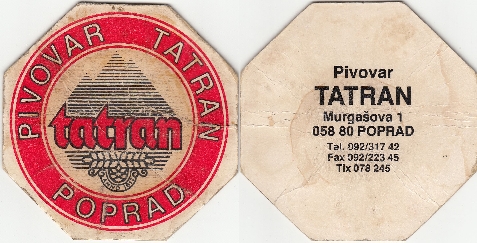 PIVOVAR TATRAN
tatran
POPRAD
Pivovar
TATRAN
Murgašova 1
058 80 POPRAD
Tel. 092/317 42
Fax 092/223 45
Tlx 078 245